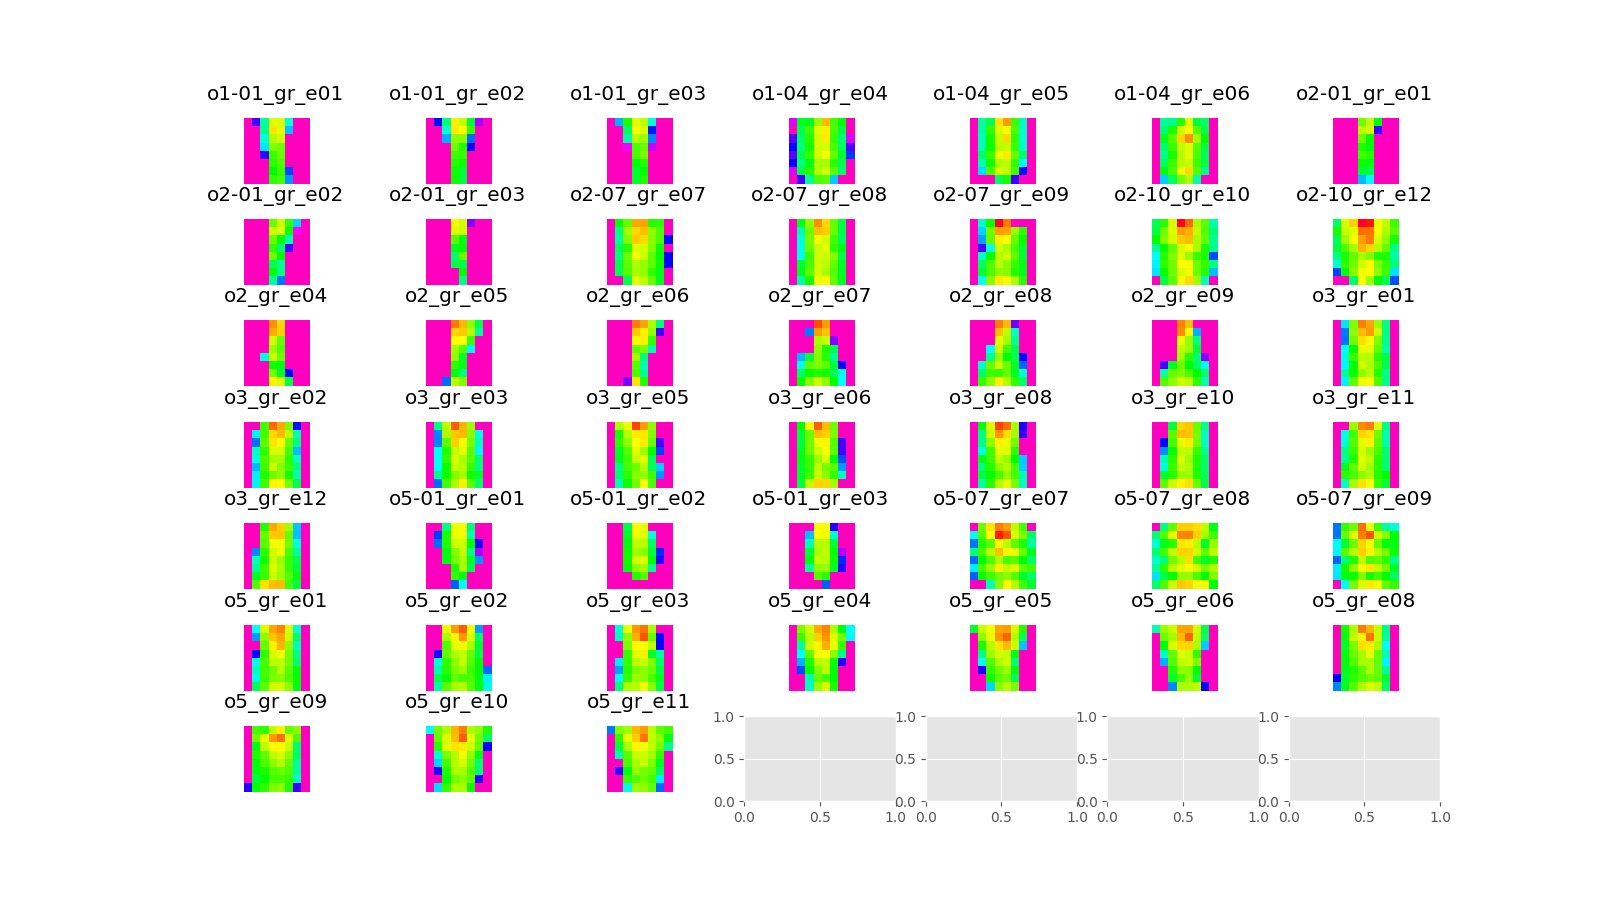 o1-01_gr_e01 o1-01_gr_e02 o1-01_gr_e03 o1-04_gr_e04 o1-04_gr_e05 o1-04_gr_e06 o2-01_gr_e01
o2-01_gr_e02 o2-01_gr_e03 o2-07_gr_e07 o2-07_gr_e08 o2-07_gr_e09 o2-10_gr_e10 o2-10_gr_e12
o2_gr_e04 o2_gr_e05 o2_gr_e06 o2_gr_e07 o2_gr_e08 o2_gr_e09 o3_gr_e01
o3_gr_e02 o3_gr_e03 o3_gr_e05 o3_gr_e06 o3_gr_e08 o3_gr_e10 o3_gr_e11
o3_gr_e12 o5-01_gr_e01 o5-01_gr_e02 o5-01_gr_e03 o5-07_gr_e07 o5-07_gr_e08 o5-07_gr_e09
o5_gr_e01 o5_gr_e02 o5_gr_e03 o5_gr_e04 o5_gr_e05 o5_gr_e06 o5_gr_e08
o5_gr_e09 o5_gr_e10 o5_gr_e11
1.0 1.0 1.0 1.0
0.5 0.5 0.5 0.5
0.0 0.0 0.0 0.0
0.0 0.5 1.0 0.0 0.5 1.0 0.0 0.5 1.0 0.0 0.5 1.0